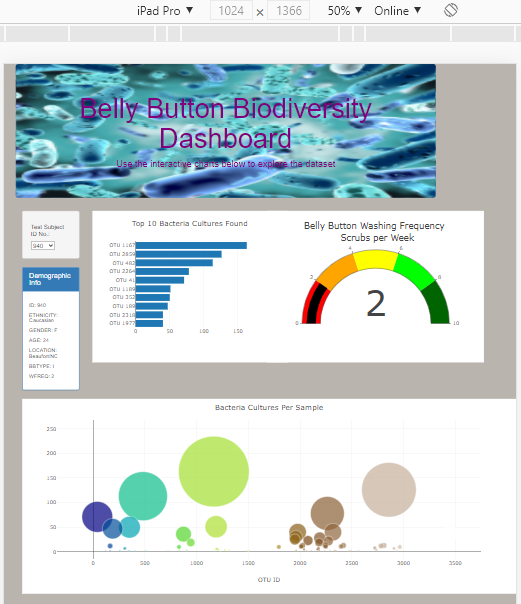 iPad Pro ▼ 1024 × 1366 50% ▼ Online ▼
Belly Button Biodiversity
Dashboard
Use the interactive charts below to explore the dataset
Test Subject
ID No.:
940
Demographic
Info
ID: 940
ETHNICITY:
Caucasian
GENDER: F
AGE: 24
LOCATION:
Beaufort/NC
BBTYPE: I
WFREQ: 2
Top 10 Bacteria Cultures Found
OTU 1167
OTU 2859
OTU 482
OTU 2264
OTU 41
OTU 1189
OTU 352
OTU 189
OTU 2318
OTU 1977
0 50 100 150
Belly Button Washing Frequency
Scrubs per Week
0
2
4
6
8
10
2
Bacteria Cultures Per Sample
250
200
150
100
50
0
0 500 1000 1500 2000 2500 3000 3500
OTU ID